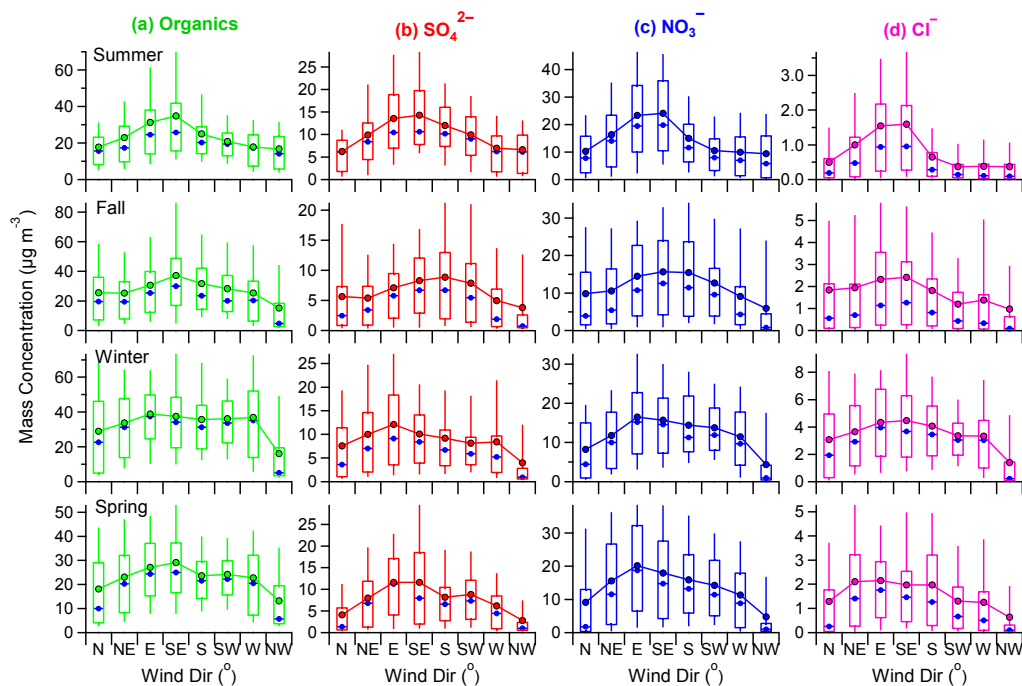 (a) Organics (b) SO₄²⁻ (c) NO₃⁻ (d) Cl⁻
Mass Concentration (µg m⁻³)
Summer
60 40 20 0
25 20 15 10 5 0
40 30 20 10 0
3.0 2.0 1.0 0.0
Fall
80 60 40 20 0
20 15 10 5 0
30 20 10 0
5 4 3 2 1 0
Winter
60 40 20 0
25 20 15 10 5 0
30 20 10 0
8 6 4 2 0
Spring
50 40 30 20 10 0
25 20 15 10 5 0
30 20 10 0
5 4 3 2 1 0
N NE E SE S SW W NW N NE E SE S SW W NW N NE E SE S SW W NW N NE E SE S SW W NW
Wind Dir (°) Wind Dir (°) Wind Dir (°) Wind Dir (°)